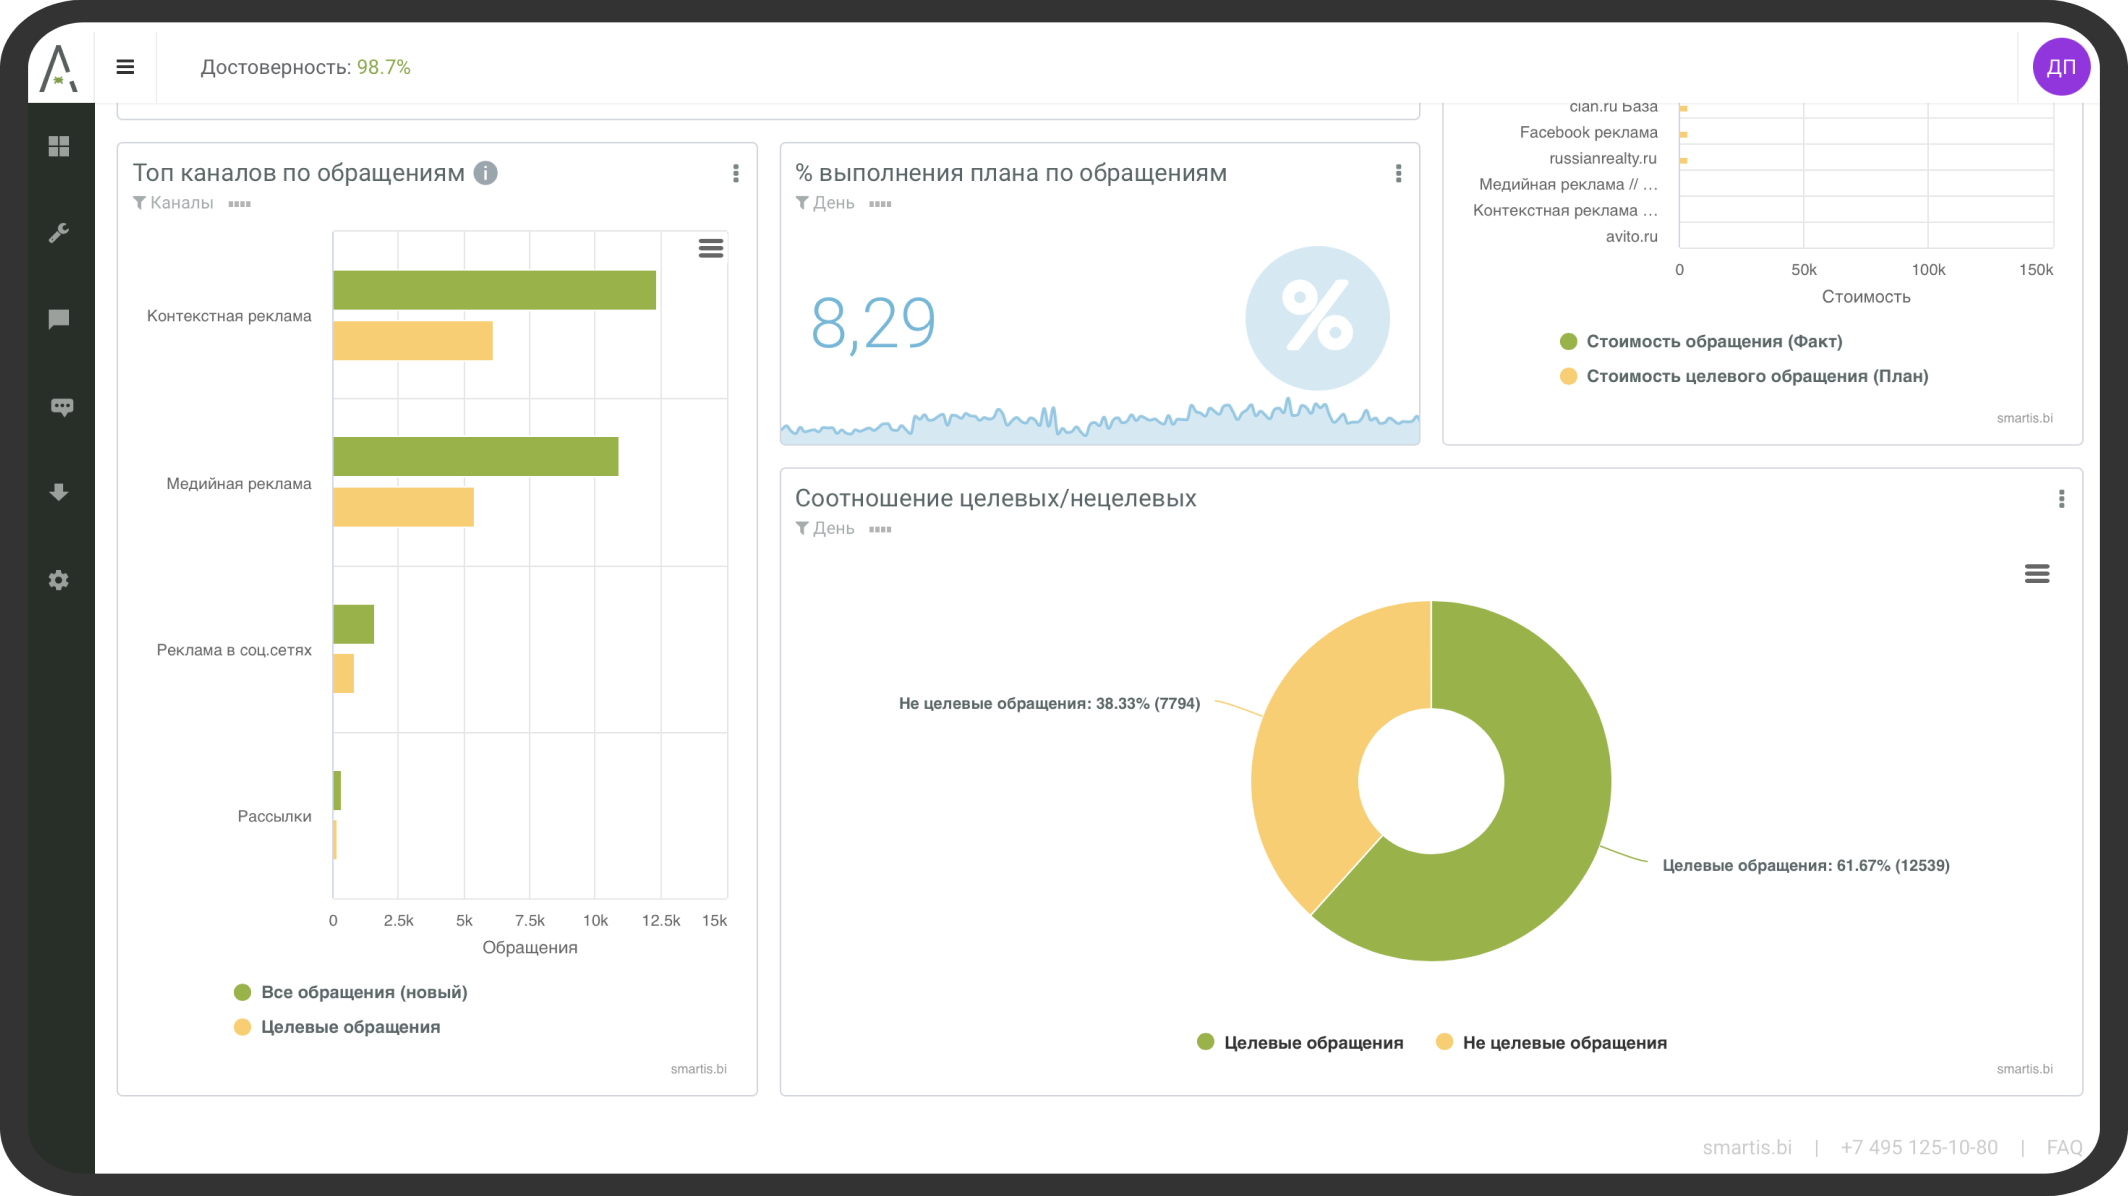 Достоверность: 98.7%
ДП
Топ каналов по обращениям
Каналы
Контекстная реклама
Медийная реклама
Реклама в соц.сетях
Рассылки
0 2.5k 5k 7.5k 10k 12.5k 15k
Обращения
Все обращения (новый)
Целевые обращения
smartis.bi
% выполнения плана по обращениям
День
8,29
%
cian.ru База
Facebook реклама
russianrealty.ru
Медийная реклама // ...
Контекстная реклама ...
avito.ru
0 50k 100k 150k
Стоимость
Стоимость обращения (Факт)
Стоимость целевого обращения (План)
smartis.bi
Соотношение целевых/нецелевых
День
Не целевые обращения: 38.33% (7794)
Целевые обращения: 61.67% (12539)
Целевые обращения Не целевые обращения
smartis.bi
smartis.bi | +7 495 125-10-80 | FAQ